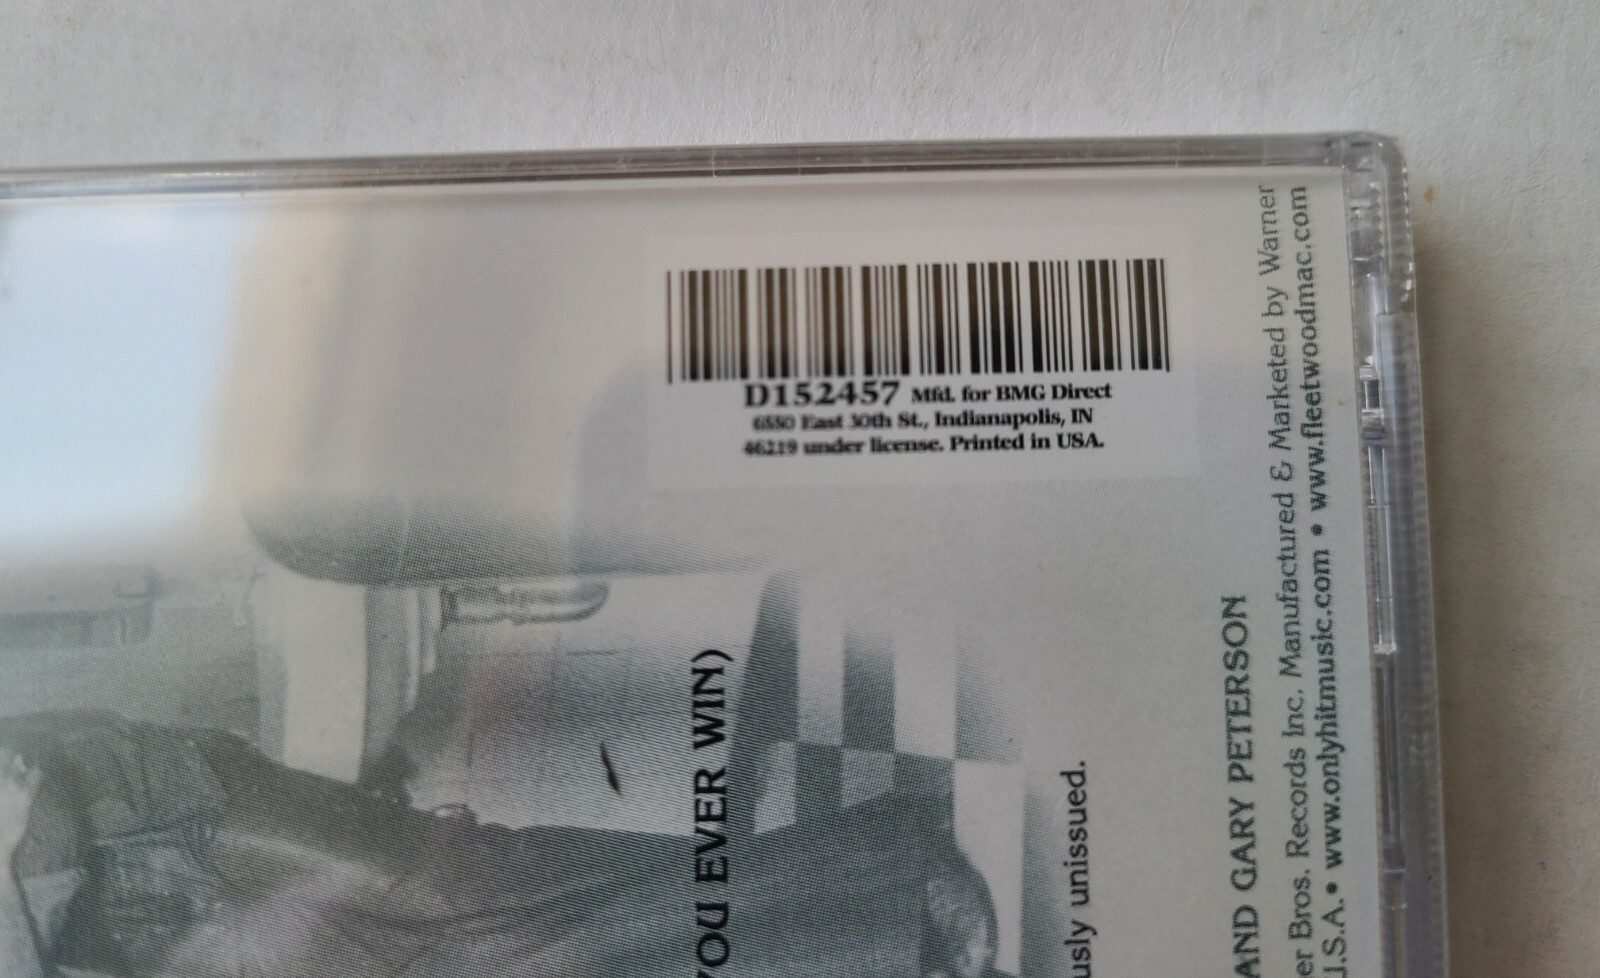 D152457 Mfd. for BMG Direct
6550 East 30th St., Indianapolis, IN
46219 under license. Printed in USA.
YOU EVER WIN)
usly unissued.
AND GARY PETERSON
er Bros. Records Inc. Manufactured & Marketed by Warner
U.S.A. • www.onlyhitmusic.com • www.fleetwoodmac.com